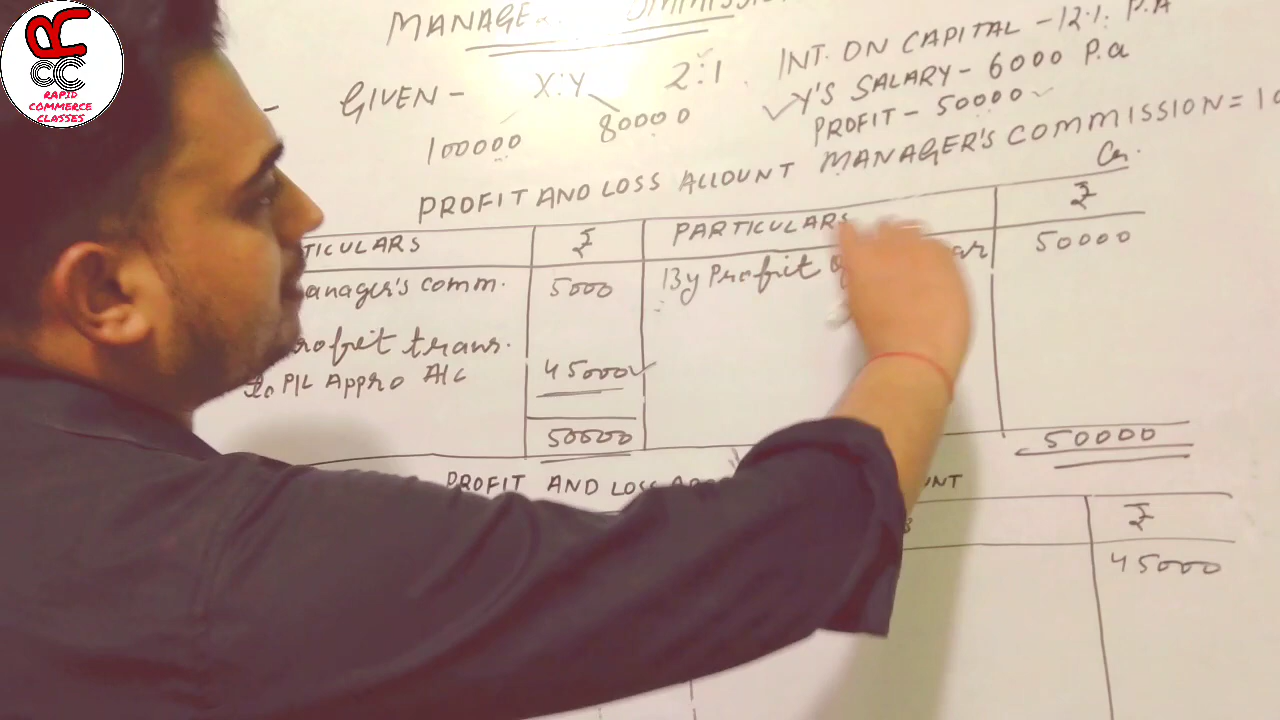 RAPID
COMMERCE
CLASSES
GIVEN - X:Y 2:1
100000 80000
INT. ON CAPITAL - 12%. P.A
Y'S SALARY - 6000 P.a
PROFIT - 50000
MANAGER'S COMMISSION = 10
PROFIT AND LOSS ACCOUNT
Cr.
TICULARS ₹ PARTICULARS ₹
anager's comm. 5000 By Profit 50000
rofit trans.
To P/L Appro A/c 45000
50000 50000
PROFIT AND LOSS
UNT
₹
45000